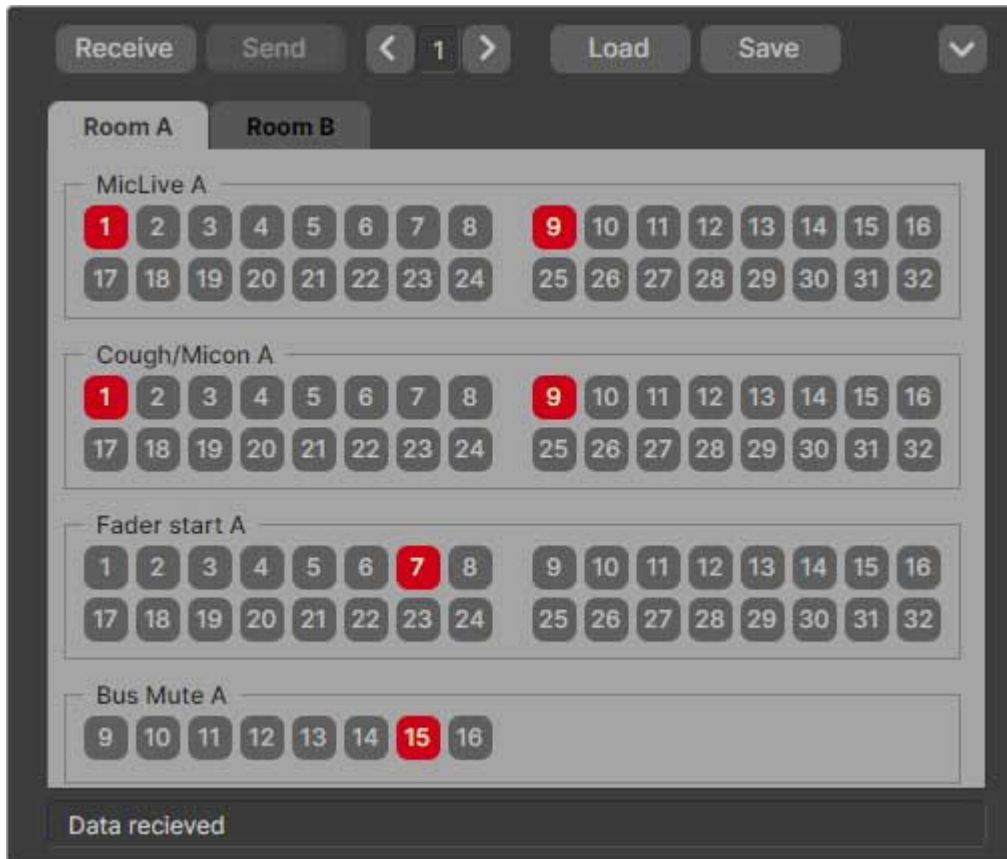 Receive Send < 1 > Load Save
Room A Room B
MicLive A
1 2 3 4 5 6 7 8 9 10 11 12 13 14 15 16
17 18 19 20 21 22 23 24 25 26 27 28 29 30 31 32
Cough/Micon A
1 2 3 4 5 6 7 8 9 10 11 12 13 14 15 16
17 18 19 20 21 22 23 24 25 26 27 28 29 30 31 32
Fader start A
1 2 3 4 5 6 7 8 9 10 11 12 13 14 15 16
17 18 19 20 21 22 23 24 25 26 27 28 29 30 31 32
Bus Mute A
9 10 11 12 13 14 15 16
Data recieved